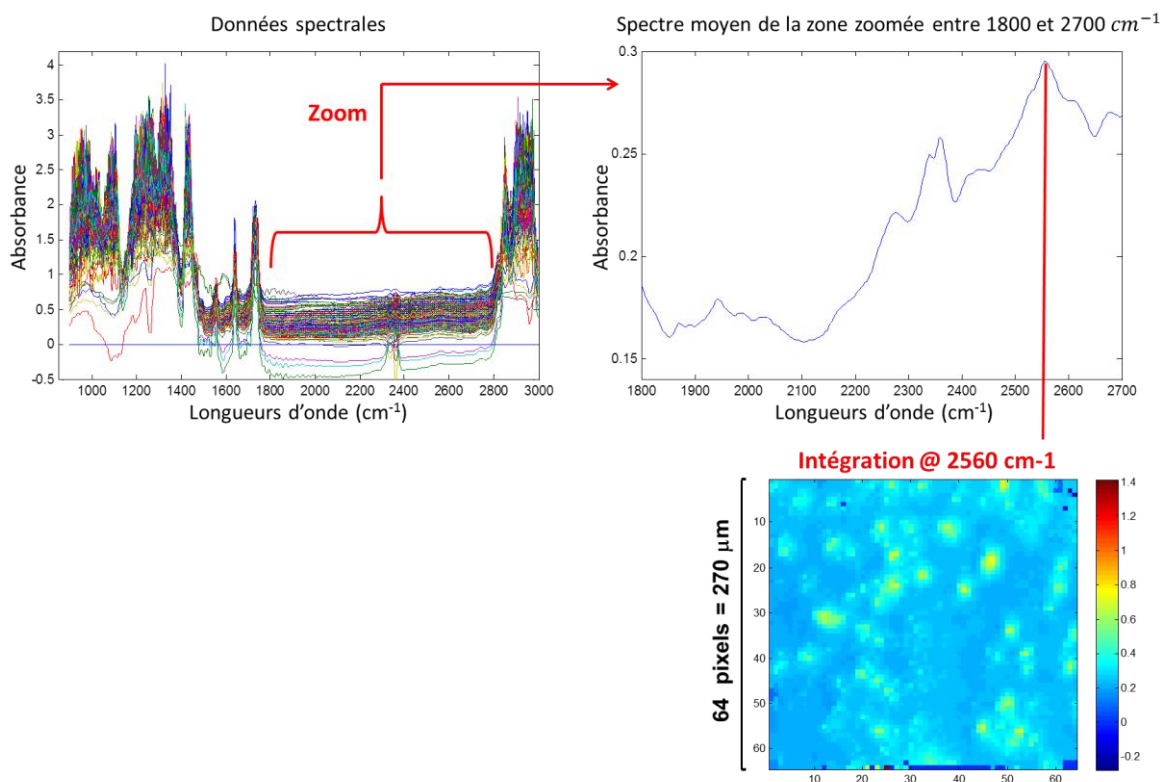 Données spectrales
Spectre moyen de la zone zoomée entre 1800 et 2700 cm⁻¹
Zoom
Absorbance
4
3.5
3
2.5
2
1.5
1
0.5
0
-0.5
1000 1200 1400 1600 1800 2000 2200 2400 2600 2800 3000
Longueurs d'onde (cm⁻¹)
Absorbance
0.3
0.25
0.2
0.15
1800 1900 2000 2100 2200 2300 2400 2500 2600 2700
Longueurs d'onde (cm⁻¹)
Intégration @ 2560 cm-1
64 pixels = 270 µm
10
20
30
40
50
60
10 20 30 40 50 60
1.4
1.2
1
0.8
0.6
0.4
0.2
0
-0.2